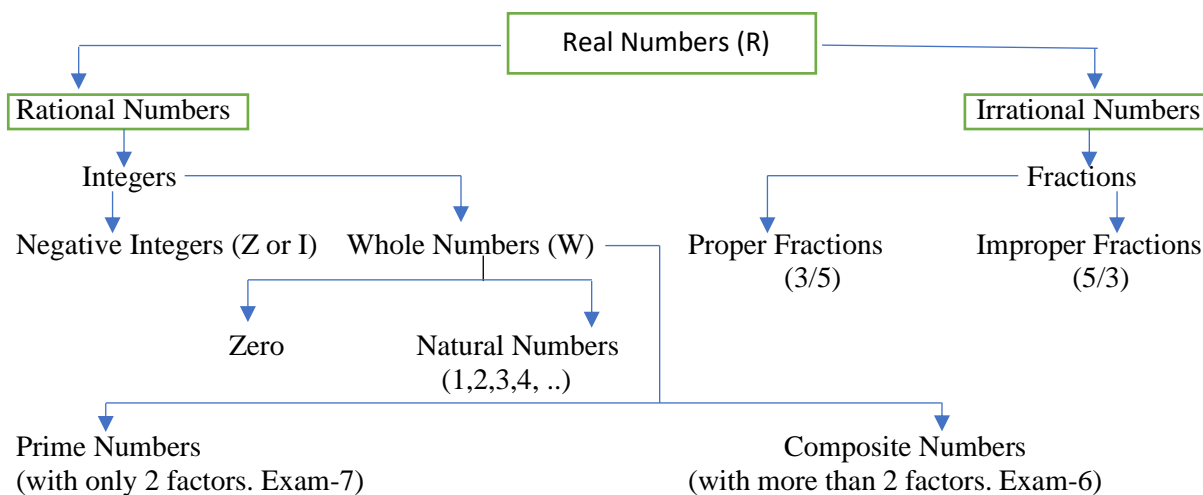 Real Numbers (R)
Rational Numbers
Irrational Numbers
Integers
Fractions
Negative Integers (Z or I)
Whole Numbers (W)
Proper Fractions
(3/5)
Improper Fractions
(5/3)
Zero
Natural Numbers
(1,2,3,4, ..)
Prime Numbers
(with only 2 factors. Exam-7)
Composite Numbers
(with more than 2 factors. Exam-6)